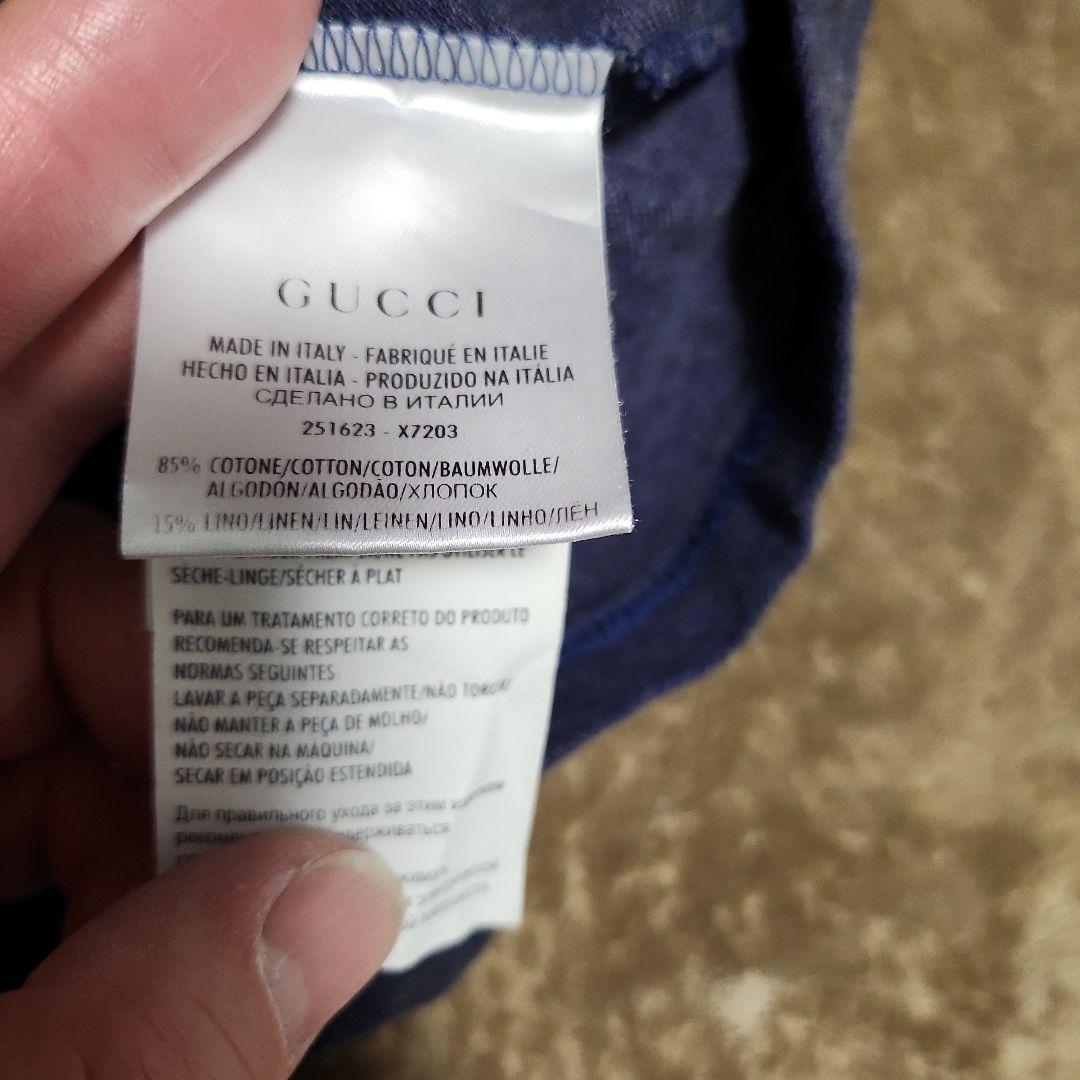 GUCCI
MADE IN ITALY - FABRIQUÉ EN ITALIE
HECHO EN ITALIA - PRODUZIDO NA ITÁLIA
СДЕЛАНО В ИТАЛИИ
251623 - X7203
85% COTONE/COTTON/COTON/BAUMWOLLE/
ALGODON/ALGODÃO/ХЛОПОК
15% LINO/LINEN/LIN/LEINEN/LINO/LINHO/ЛЁН
SÈCHE-LINGE/SÉCHER À PLAT
PARA UM TRATAMENTO CORRETO DO PRODUTO
RECOMENDA-SE RESPEITAR AS
NORMAS SEGUINTES:
LAVAR A PEÇA SEPARADAMENTE/NÃO TORCER/
NÃO MANTER A PEÇA DE MOLHO/
NÃO SECAR NA MÁQUINA/
SECAR EM POSIÇÃO ESTENDIDA
Для правильного ухода за этим